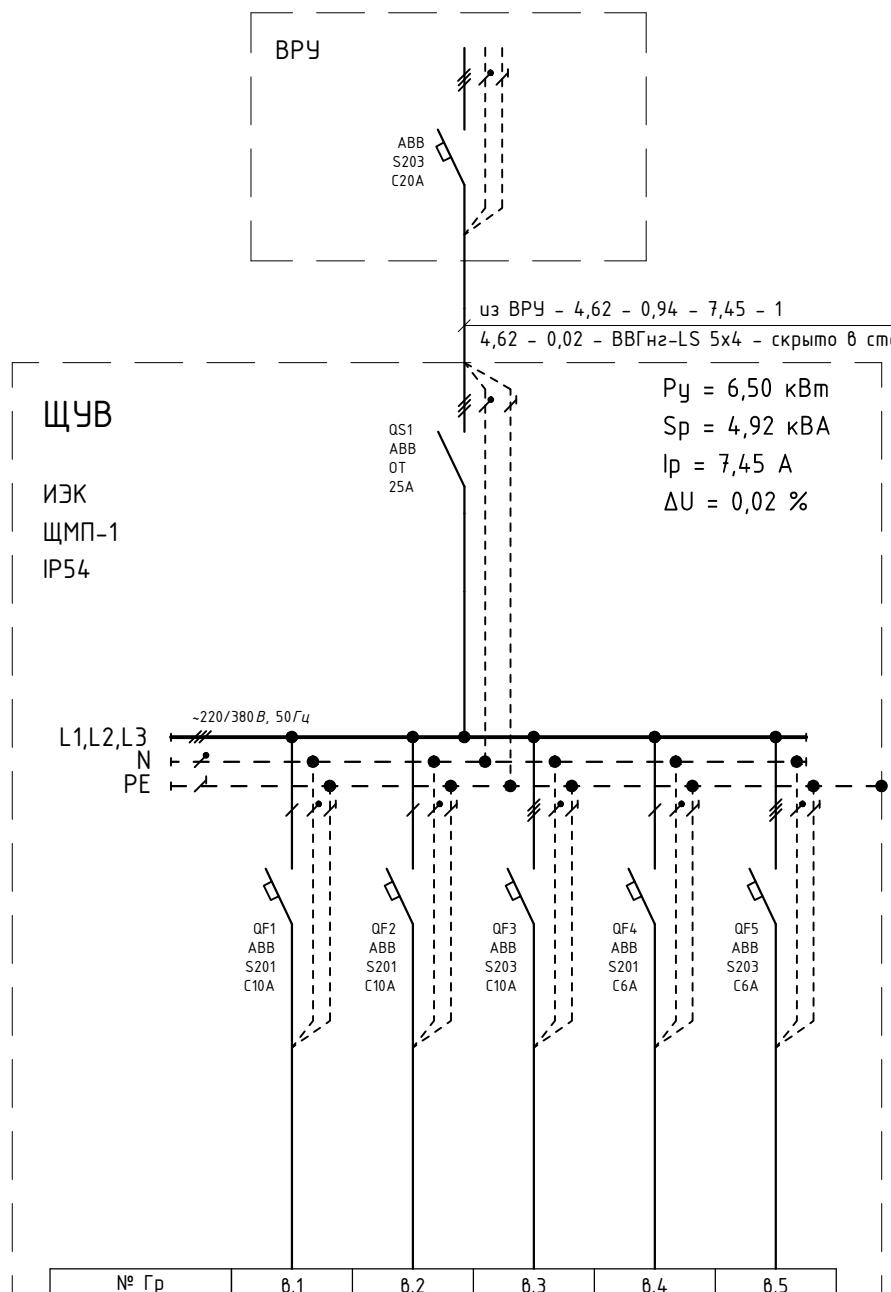 ВРУ
ABB
S203
C20A
из ВРУ - 4,62 - 0,94 - 7,45 - 1
4,62 - 0,02 - ВВГнг-LS 5х4 - скрыто в
ЩУВ
ИЭК
ЩМП-1
IP54
QS1
ABB
OT
25A
Ру = 6,50 кВт
Sр = 4,92 кВА
Iр = 7,45 А
ΔU = 0,02 %
~220/380В, 50Гц
L1,L2,L3
N
PE
QF1
ABB
S201
C10A
QF2
ABB
S201
C10A
QF3
ABB
S203
C10A
QF4
ABB
S201
C6A
QF5
ABB
S203
C6A
№ Гр в.1 в.2 в.3 в.4 в.5